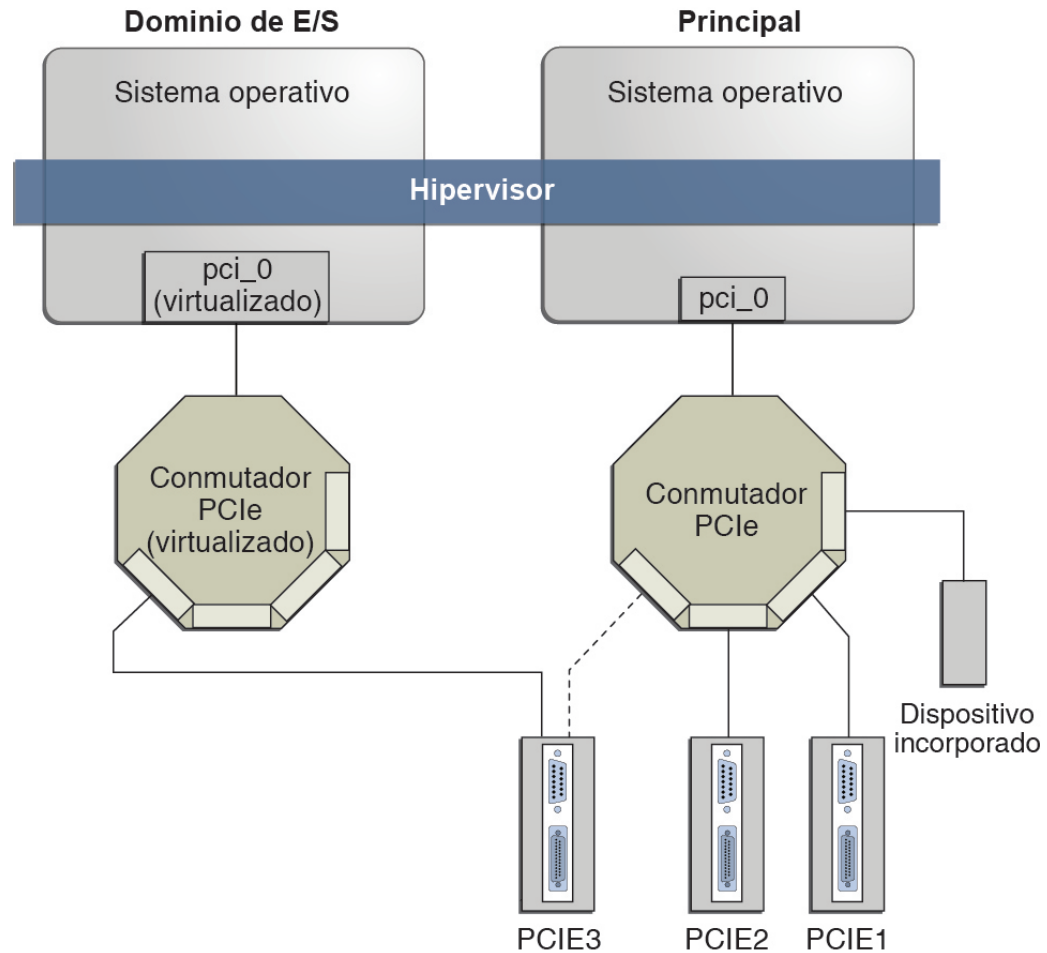 Dominio de E/S
Principal
Sistema operativo
Sistema operativo
Hipervisor
pci_0
(virtualizado)
pci_0
Conmutador
PCIe
(virtualizado)
Conmutador
PCIe
Dispositivo
incorporado
PCIE3
PCIE2
PCIE1